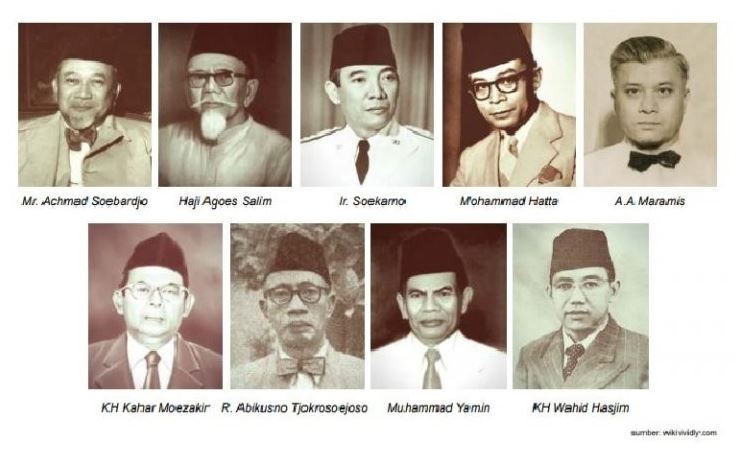 Mr. Achmad Soebardjo
Haji Agoes Salim
Ir. Soekarno
Mohammad Hatta
A.A. Maramis
KH Kahar Moezakir
R. Abikusno Tjokrosoejoso
Muhammad Yamin
KH Wahid Hasjim
sumber: wikividly.com